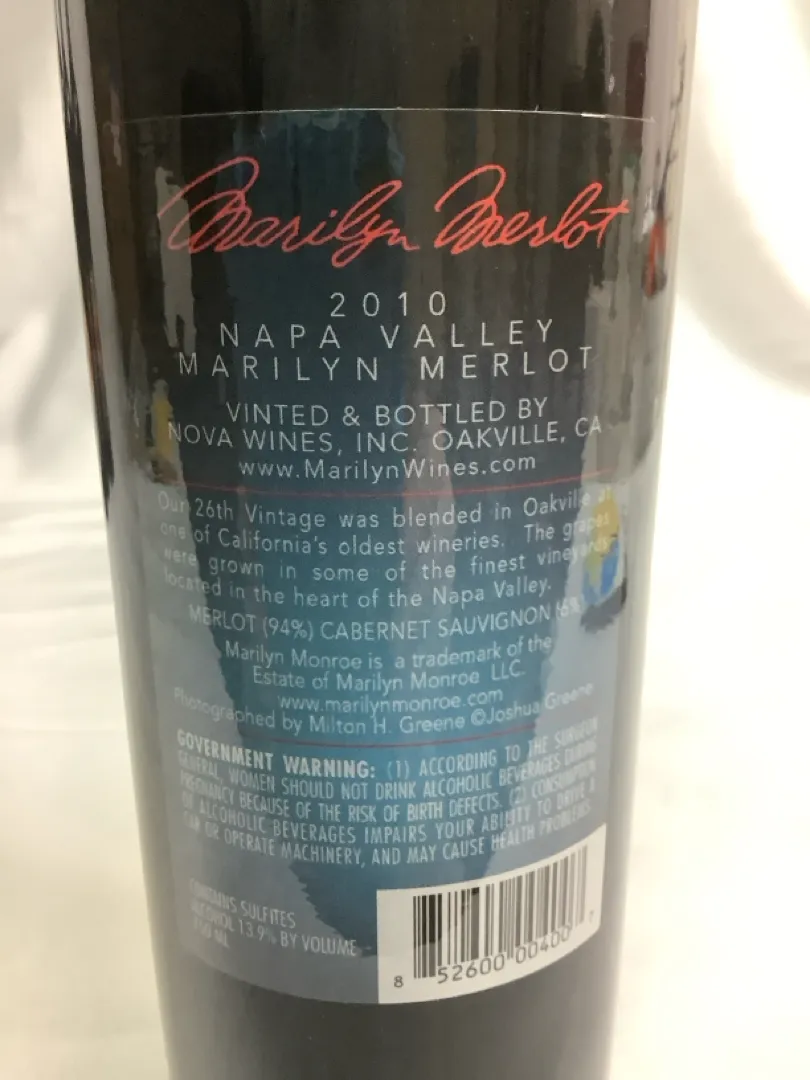 Marilyn Merlot
2010
NAPA VALLEY
MARILYN MERLOT
VINTED & BOTTLED BY
NOVA WINES, INC. OAKVILLE, CA
www.MarilynWines.com
Our 26th Vintage was blended in Oakville at
one of California's oldest wineries. The grapes
were grown in some of the finest vineyards
located in the heart of the Napa Valley.
MERLOT (94%) CABERNET SAUVIGNON (6%)
Marilyn Monroe is a trademark of the
Estate of Marilyn Monroe LLC.
www.marilynmonroe.com
Photographed by Milton H. Greene ©Joshua Greene
GOVERNMENT WARNING: (1) ACCORDING TO THE SURGEON
GENERAL, WOMEN SHOULD NOT DRINK ALCOHOLIC BEVERAGES DURING
PREGNANCY BECAUSE OF THE RISK OF BIRTH DEFECTS. (2) CONSUMPTION
OF ALCOHOLIC BEVERAGES IMPAIRS YOUR ABILITY TO DRIVE A
CAR OR OPERATE MACHINERY, AND MAY CAUSE HEALTH PROBLEMS.
CONTAINS SULFITES
ALCOHOL 13.9% BY VOLUME
750 ML
8 52600 00400 7